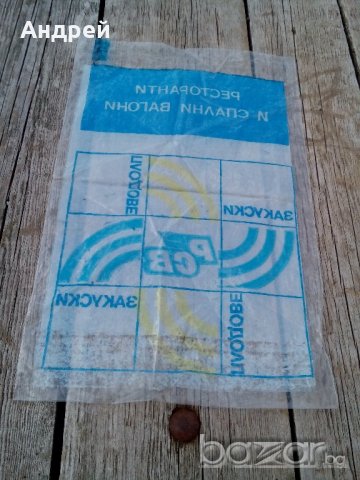 Андрей
РЕСТОРАНТИ
И СПАЛНИ ВАГОНИ
ПЛОДОВЕ
ЗАКУСКИ
РСВ
ЗАКУСКИ
ПЛОДОВЕ
bazar.bg